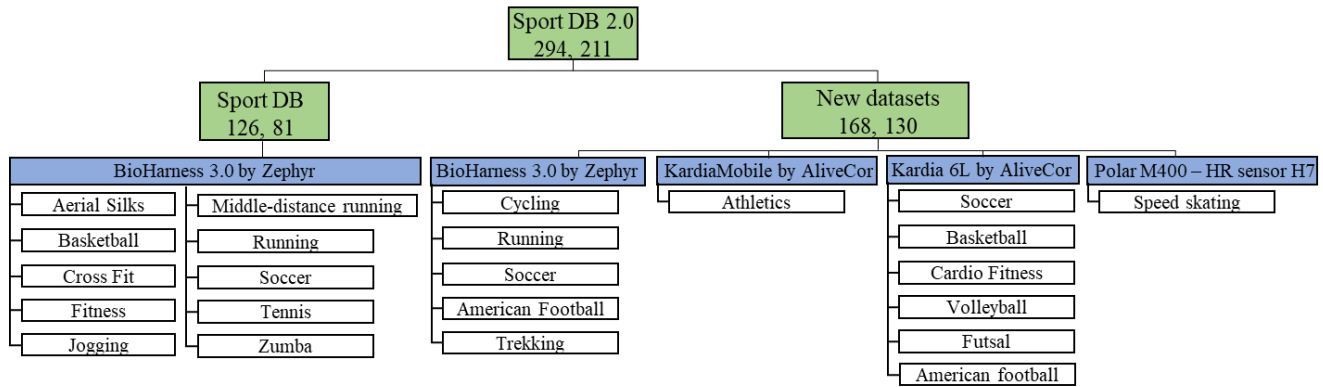 Sport DB 2.0
294, 211
Sport DB
126, 81
New datasets
168, 130
BioHarness 3.0 by Zephyr
Aerial Silks
Basketball
Cross Fit
Fitness
Jogging
Middle-distance running
Running
Soccer
Tennis
Zumba
BioHarness 3.0 by Zephyr
Cycling
Running
Soccer
American Football
Trekking
KardiaMobile by AliveCor
Athletics
Kardia 6L by AliveCor
Soccer
Basketball
Cardio Fitness
Volleyball
Futsal
American football
Polar M400 – HR sensor H7
Speed skating